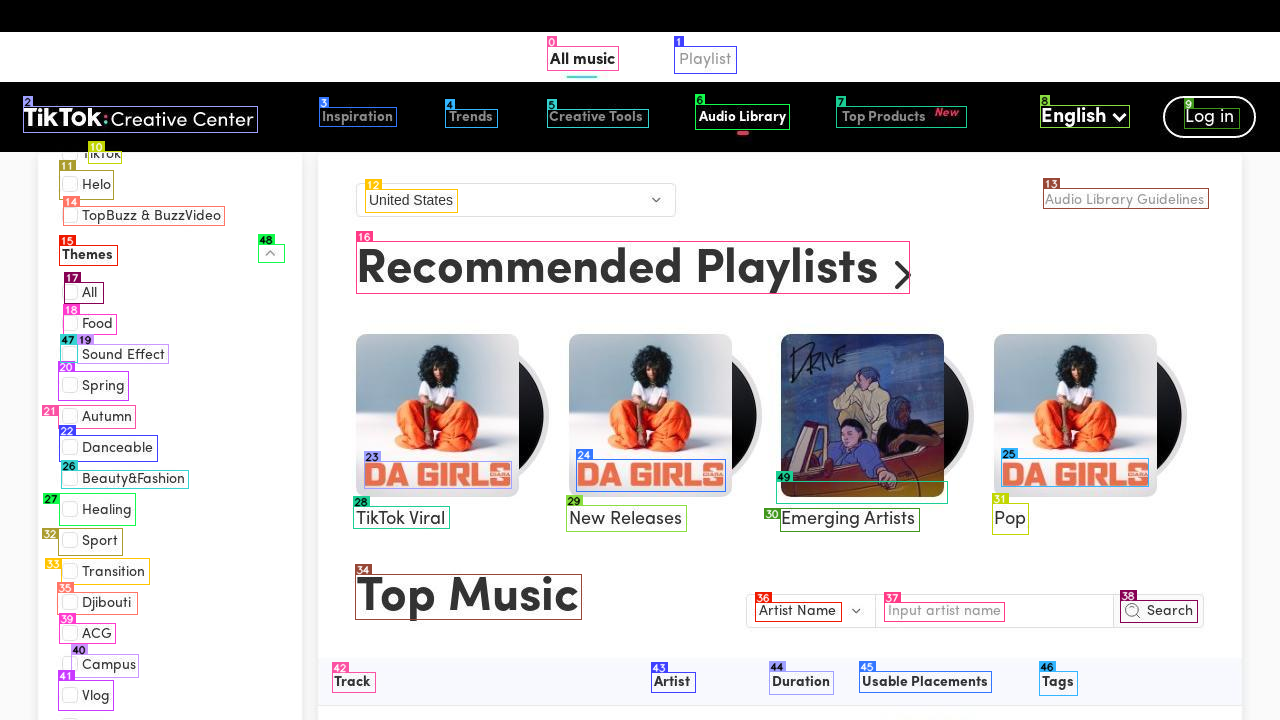 All music
Playlist
TikTok: Creative Center
Inspiration
Trends
Creative Tools
Audio Library
Top Products
New
English
Log in
TikTok
Helo
TopBuzz & BuzzVideo
Themes
All
Food
Sound Effect
Spring
Autumn
Danceable
Beauty&Fashion
Healing
Sport
Transition
Djibouti
ACG
Campus
Vlog
United States
Audio Library Guidelines
Recommended Playlists
DA GIRLS
CIARA
TikTok Viral
DA GIRLS
CIARA
New Releases
DRIVE
Emerging Artists
DA GIRLS
CIARA
Pop
Top Music
Artist Name
Input artist name
Search
Track
Artist
Duration
Usable Placements
Tags
0
1
2
3
4
5
6
7
8
9
10
11
12
13
14
15
16
17
18
19
20
21
22
23
24
25
26
27
28
29
30
31
32
33
34
35
36
37
38
39
40
41
42
43
44
45
46
47
48
49